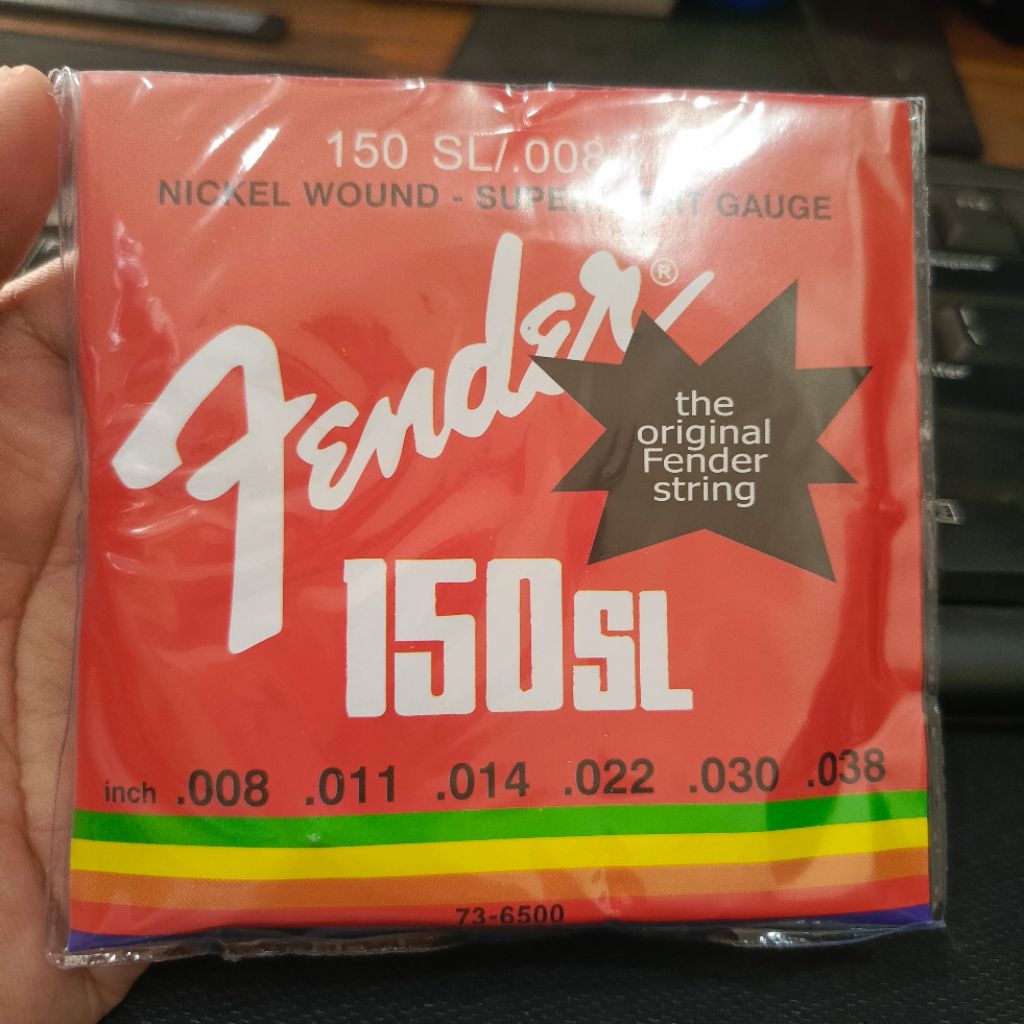 150 SL/.008
NICKEL WOUND - SUPER LIGHT GAUGE
Fender®
the
original
Fender
string
150SL
inch .008 .011 .014 .022 .030 .038
73-6500